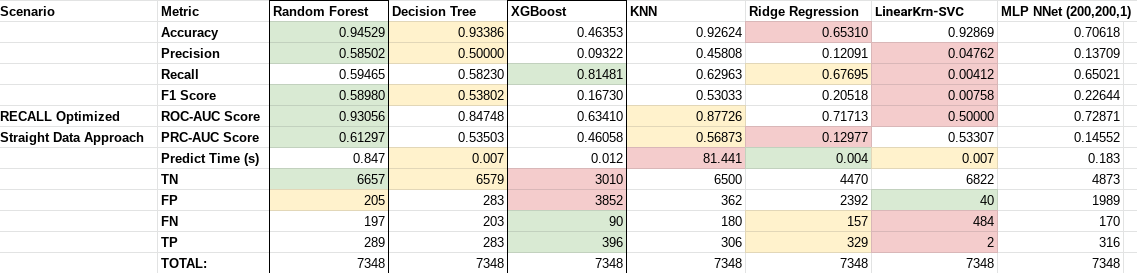 Scenario Metric Random Forest Decision Tree XGBoost KNN Ridge Regression LinearKrn-SVC MLP NNet (200,200,1)
Accuracy 0.94529 0.93386 0.46353 0.92624 0.65310 0.92869 0.70618
Precision 0.58502 0.50000 0.09322 0.45808 0.12091 0.04762 0.13709
Recall 0.59465 0.58230 0.81481 0.62963 0.67695 0.00412 0.65021
F1 Score 0.58980 0.53802 0.16730 0.53033 0.20518 0.00758 0.22644
RECALL Optimized ROC-AUC Score 0.93056 0.84748 0.63410 0.87726 0.71713 0.50000 0.72871
Straight Data Approach PRC-AUC Score 0.61297 0.53503 0.46058 0.56873 0.12977 0.53307 0.14552
Predict Time (s) 0.847 0.007 0.012 81.441 0.004 0.007 0.183
TN 6657 6579 3010 6500 4470 6822 4873
FP 205 283 3852 362 2392 40 1989
FN 197 203 90 180 157 484 170
TP 289 283 396 306 329 2 316
TOTAL: 7348 7348 7348 7348 7348 7348 7348